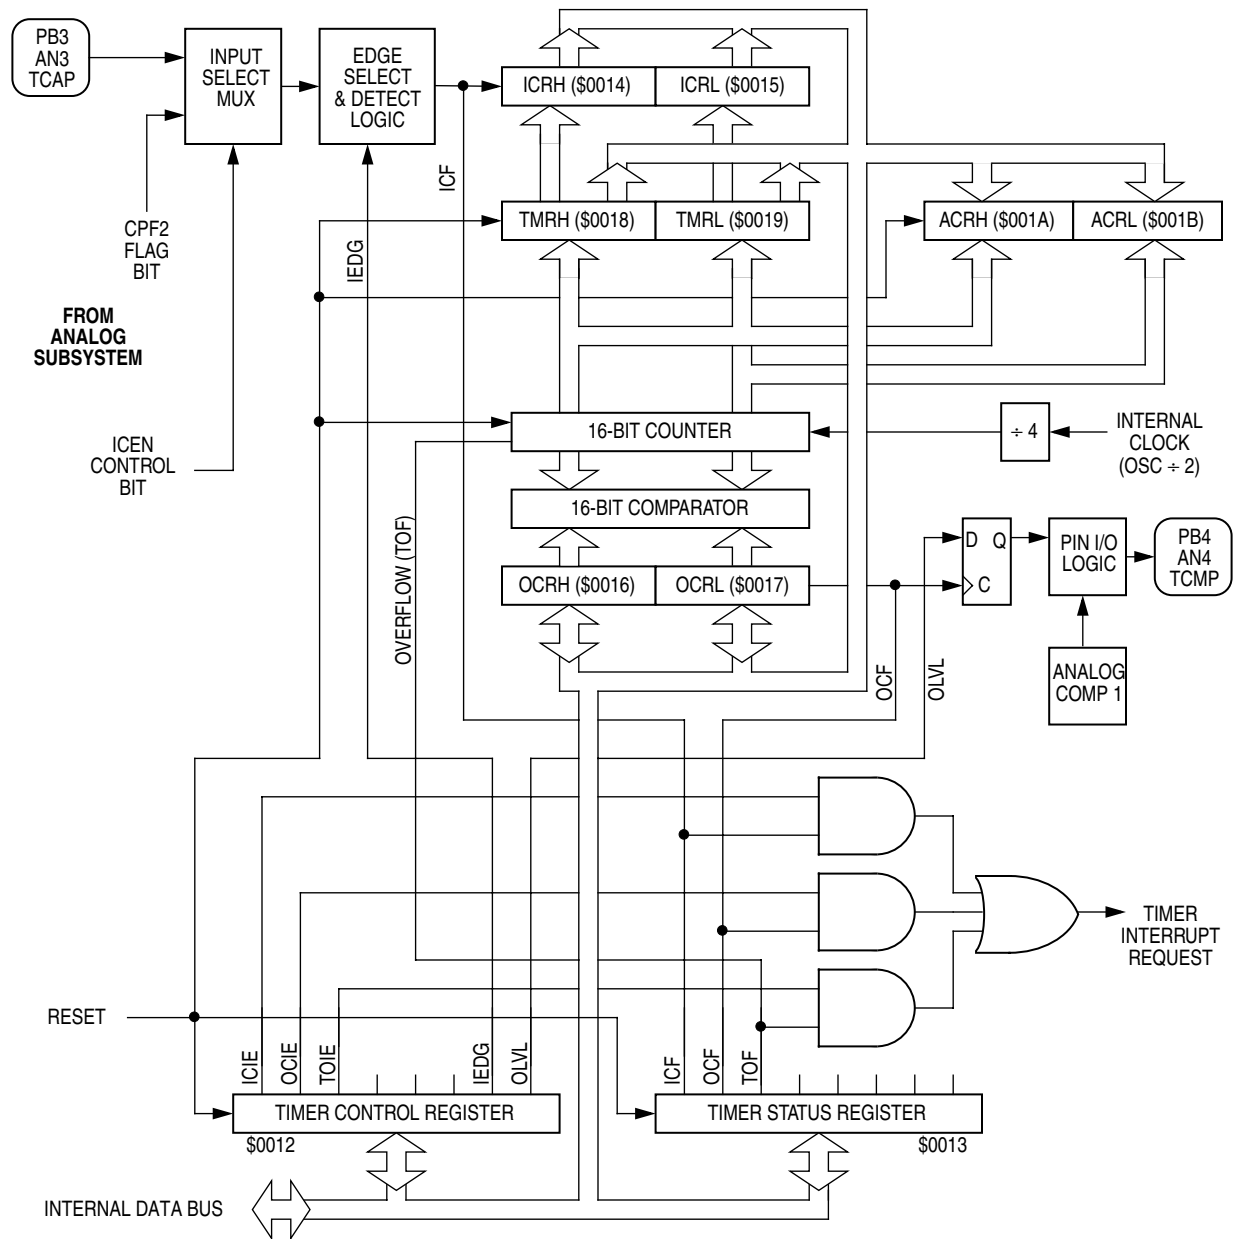 PB3
AN3
TCAP
INPUT
SELECT
MUX
EDGE
SELECT
& DETECT
LOGIC
ICRH ($0014)
ICRL ($0015)
ICF
CPF2
FLAG
BIT
IEDG
TMRH ($0018)
TMRL ($0019)
ACRH ($001A)
ACRL ($001B)
FROM
ANALOG
SUBSYSTEM
ICEN
CONTROL
BIT
16-BIT COUNTER
÷ 4
INTERNAL
CLOCK
(OSC ÷ 2)
16-BIT COMPARATOR
OVERFLOW (TOF)
OCRH ($0016)
OCRL ($0017)
D Q
C
PIN I/O
LOGIC
PB4
AN4
TCMP
OCF
OLVL
ANALOG
COMP 1
TIMER
INTERRUPT
REQUEST
RESET
ICIE
OCIE
TOIE
IEDG
OLVL
ICF
OCF
TOF
TIMER CONTROL REGISTER
TIMER STATUS REGISTER
$0012
$0013
INTERNAL DATA BUS